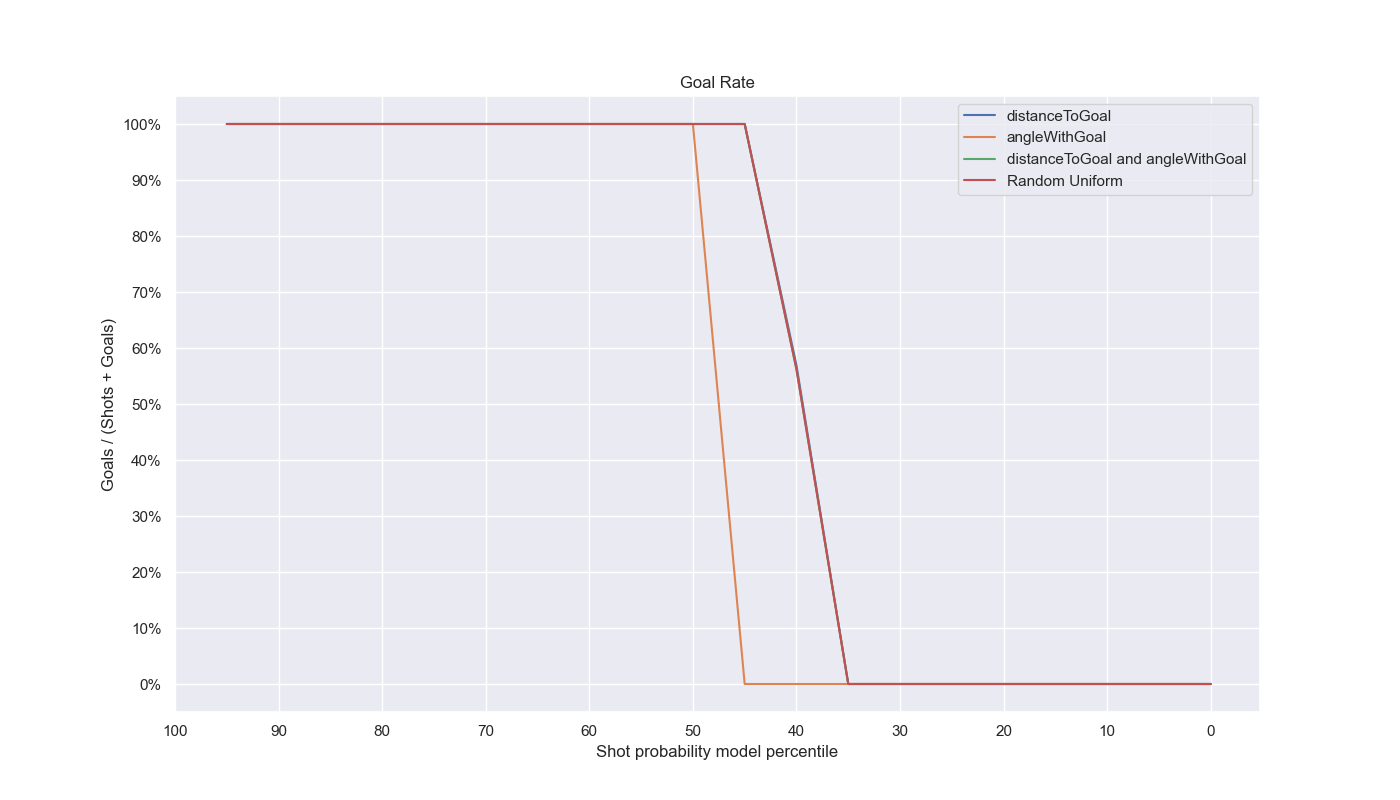 Goal Rate
distanceToGoal
angleWithGoal
distanceToGoal and angleWithGoal
Random Uniform
100%
90%
80%
70%
60%
50%
40%
30%
20%
10%
0%
Goals / (Shots + Goals)
100 90 80 70 60 50 40 30 20 10 0
Shot probability model percentile